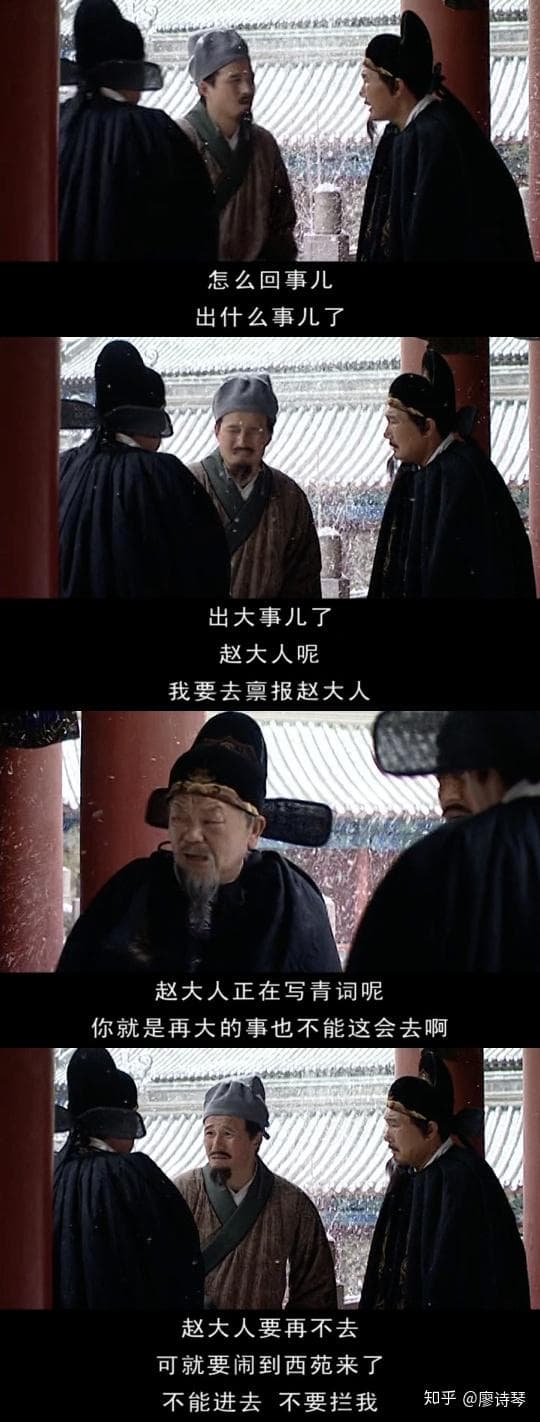 怎么回事儿
出什么事儿了
出大事儿了
赵大人呢
我要去禀报赵大人
赵大人正在写青词呢
你就是再大的事也不能这会去啊
赵大人要再不去
可就要闹到西苑来了
不能进去 不要拦我
知乎 @廖诗琴